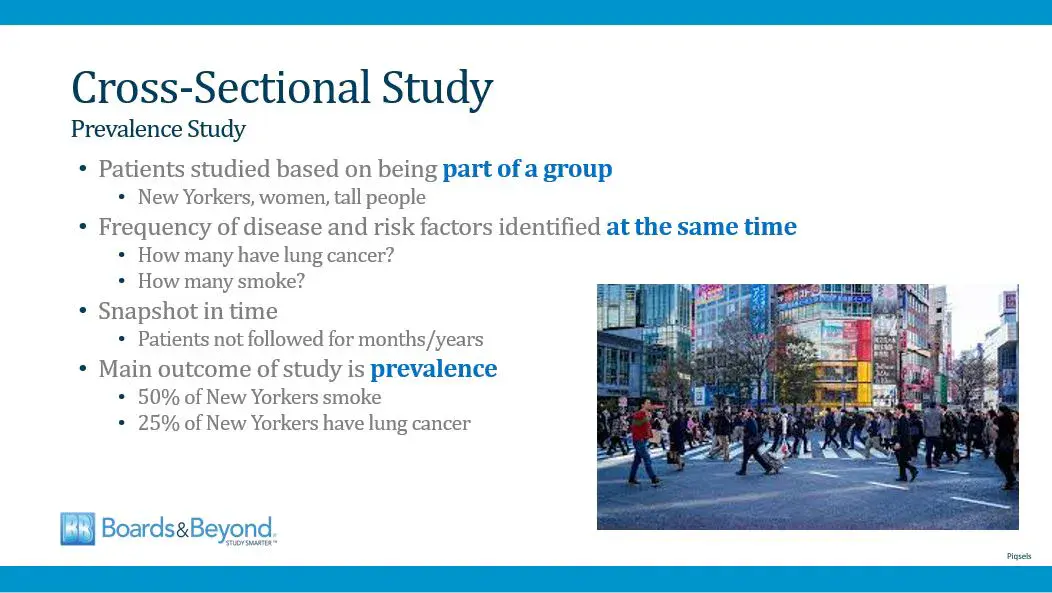 Cross-Sectional Study
Prevalence Study
• Patients studied based on being part of a group
• New Yorkers, women, tall people
• Frequency of disease and risk factors identified at the same time
• How many have lung cancer?
• How many smoke?
• Snapshot in time
• Patients not followed for months/years
• Main outcome of study is prevalence
• 50% of New Yorkers smoke
• 25% of New Yorkers have lung cancer
BB Boards&Beyond
STUDY SMARTER™
Piqsels